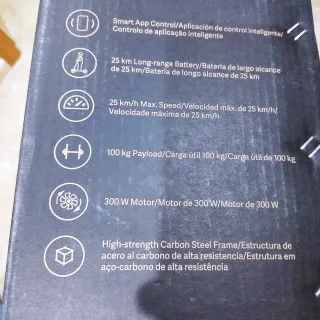 Smart App Control/Aplicación de control inteligente/
Controlo de aplicação inteligente
25 km Long-range Battery/Batería de largo alcance
de 25 km/Bateria de longo alcance de 25 km
25 km/h Max. Speed/Velocidad máx. de 25 km/h/
Velocidade máxima de 25 km/h
100 kg Payload/Carga útil 100 kg/Carga útil de 100 kg
300 W Motor/Motor de 300 W/Motor de 300 W
High-strength Carbon Steel Frame/Estructura de
acero al carbono de alta resistencia/Estrutura em
aço-carbono de alta resistência